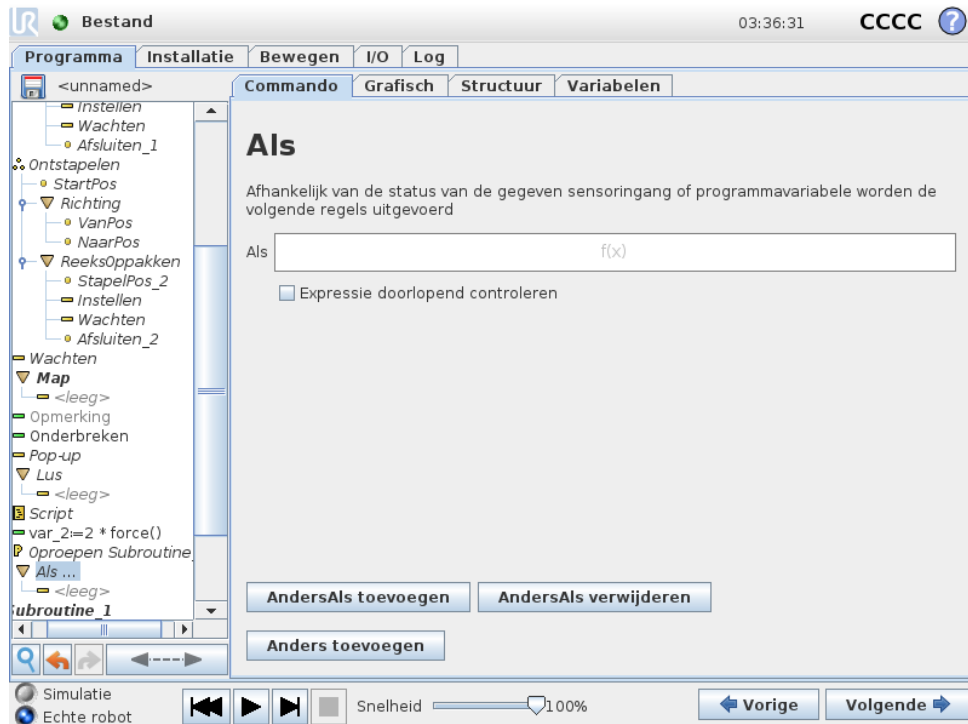 UR Bestand 03:36:31 CCCC ?
Programma Installatie Bewegen I/O Log
<unnamed>
Commando Grafisch Structuur Variabelen
Instellen
Wachten
Afsluiten_1
Ontstapelen
StartPos
Richting
VanPos
NaarPos
ReeksOppakken
StapelPos_2
Instellen
Wachten
Afsluiten_2
Wachten
Map
<leeg>
Opmerking
Onderbreken
Pop-up
Lus
<leeg>
Script
var_2:=2 * force()
Oproepen Subroutine_
Als ...
<leeg>
Subroutine_1
Als
Afhankelijk van de status van de gegeven sensoringang of programmavariabele worden de
volgende regels uitgevoerd
Als f(x)
Expressie doorlopend controleren
AndersAls toevoegen AndersAls verwijderen
Anders toevoegen
Simulatie
Echte robot
Snelheid 100%
Vorige Volgende